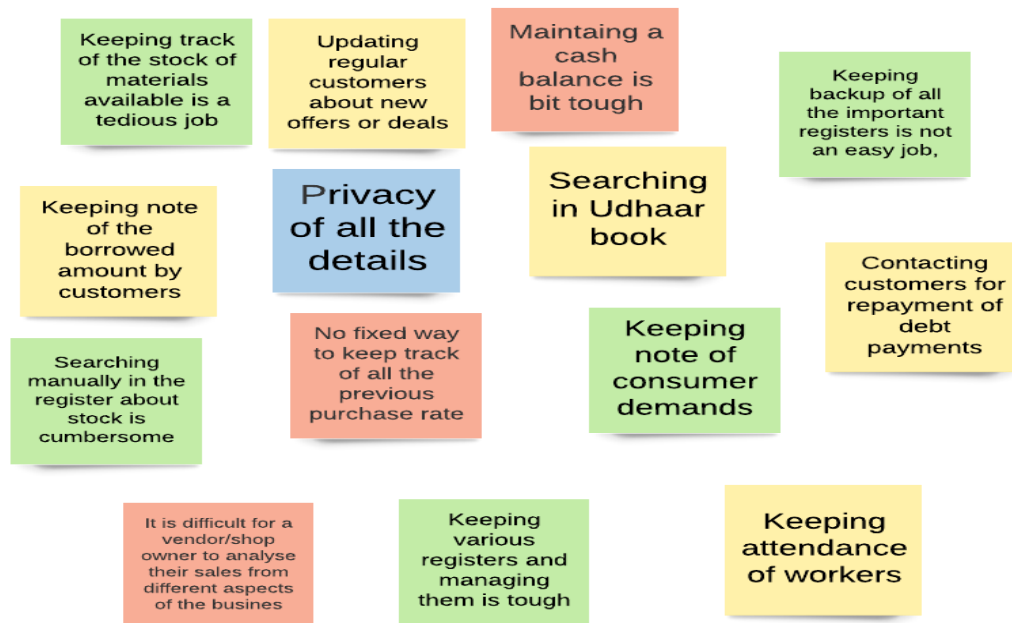 Keeping track
of the stock of
materials
available is a
tedious job
Updating
regular
customers
about new
offers or deals
Maintaing a
cash
balance is
bit tough
Keeping
backup of all
the important
registers is not
an easy job,
Keeping note
of the
borrowed
amount by
customers
Privacy
of all the
details
Searching
in Udhaar
book
Contacting
customers for
repayment of
debt
payments
Searching
manually in the
register about
stock is
cumbersome
No fixed way
to keep track
of all the
previous
purchase rate
Keeping
note of
consumer
demands
It is difficult for a
vendor/shop
owner to analyse
their sales from
different aspects
of the busines
Keeping
various
registers and
managing
them is tough
Keeping
attendance
of workers